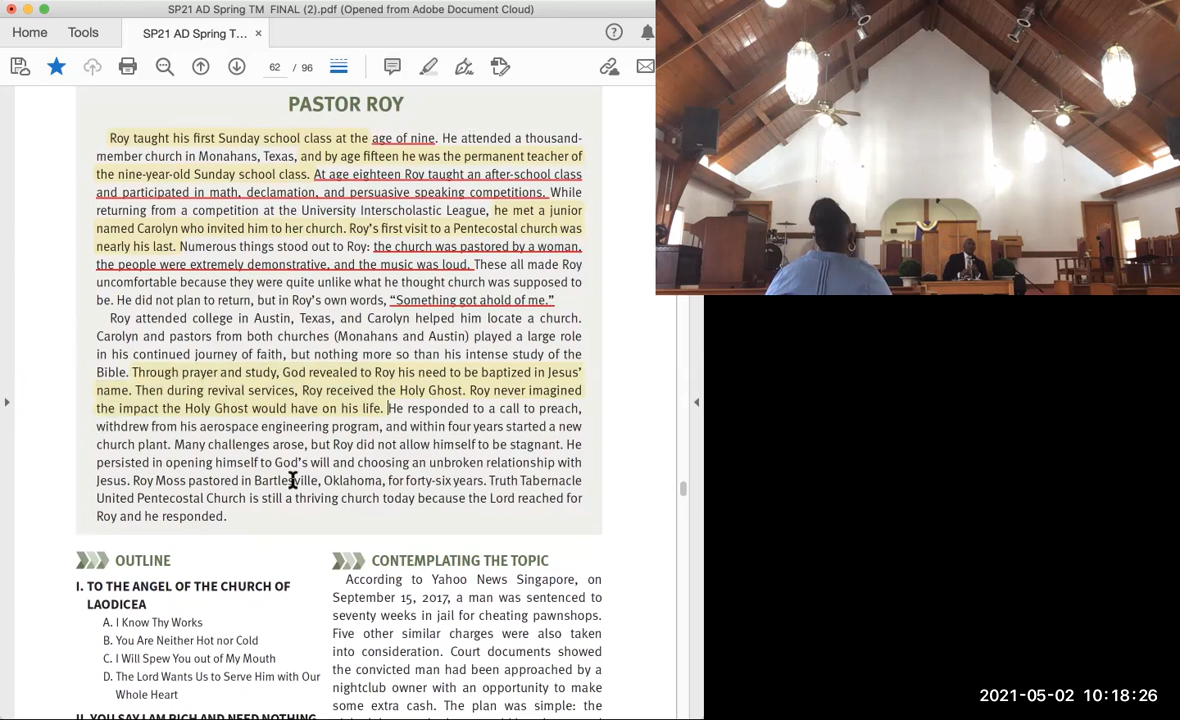 SP21 AD Spring TM FINAL (2).pdf (Opened from Adobe Document Cloud)
Home Tools SP21 AD Spring T... ×
62 / 96
PASTOR ROY
Roy taught his first Sunday school class at the age of nine. He attended a thousand-
member church in Monahans, Texas, and by age fifteen he was the permanent teacher of
the nine-year-old Sunday school class. At age eighteen Roy taught an after-school class
and participated in math, declamation, and persuasive speaking competitions. While
returning from a competition at the University Interscholastic League, he met a junior
named Carolyn who invited him to her church. Roy's first visit to a Pentecostal church was
nearly his last. Numerous things stood out to Roy: the church was pastored by a woman,
the people were extremely demonstrative, and the music was loud. These all made Roy
uncomfortable because they were quite unlike what he thought church was supposed to
be. He did not plan to return, but in Roy's own words, “Something got ahold of me.”
Roy attended college in Austin, Texas, and Carolyn helped him locate a church.
Carolyn and pastors from both churches (Monahans and Austin) played a large role
in his continued journey of faith, but nothing more so than his intense study of the
Bible. Through prayer and study, God revealed to Roy his need to be baptized in Jesus'
name. Then during revival services, Roy received the Holy Ghost. Roy never imagined
the impact the Holy Ghost would have on his life. He responded to a call to preach,
withdrew from his aerospace engineering program, and within four years started a new
church plant. Many challenges arose, but Roy did not allow himself to be stagnant. He
persisted in opening himself to God's will and choosing an unbroken relationship with
Jesus. Roy Moss pastored in Bartlesville, Oklahoma, for forty-six years. Truth Tabernacle
United Pentecostal Church is still a thriving church today because the Lord reached for
Roy and he responded.
OUTLINE
I. TO THE ANGEL OF THE CHURCH OF
LAODICEA
A. I Know Thy Works
B. You Are Neither Hot nor Cold
C. I Will Spew You out of My Mouth
D. The Lord Wants Us to Serve Him with Our
Whole Heart
II. YOU SAY I AM RICH AND NEED NOTHING
CONTEMPLATING THE TOPIC
According to Yahoo News Singapore, on
September 15, 2017, a man was sentenced to
seventy weeks in jail for cheating pawnshops.
Five other similar charges were also taken
into consideration. Court documents showed
the convicted man had been approached by a
nightclub owner with an opportunity to make
some extra cash. The plan was simple: the
2021-05-02 10:18:26